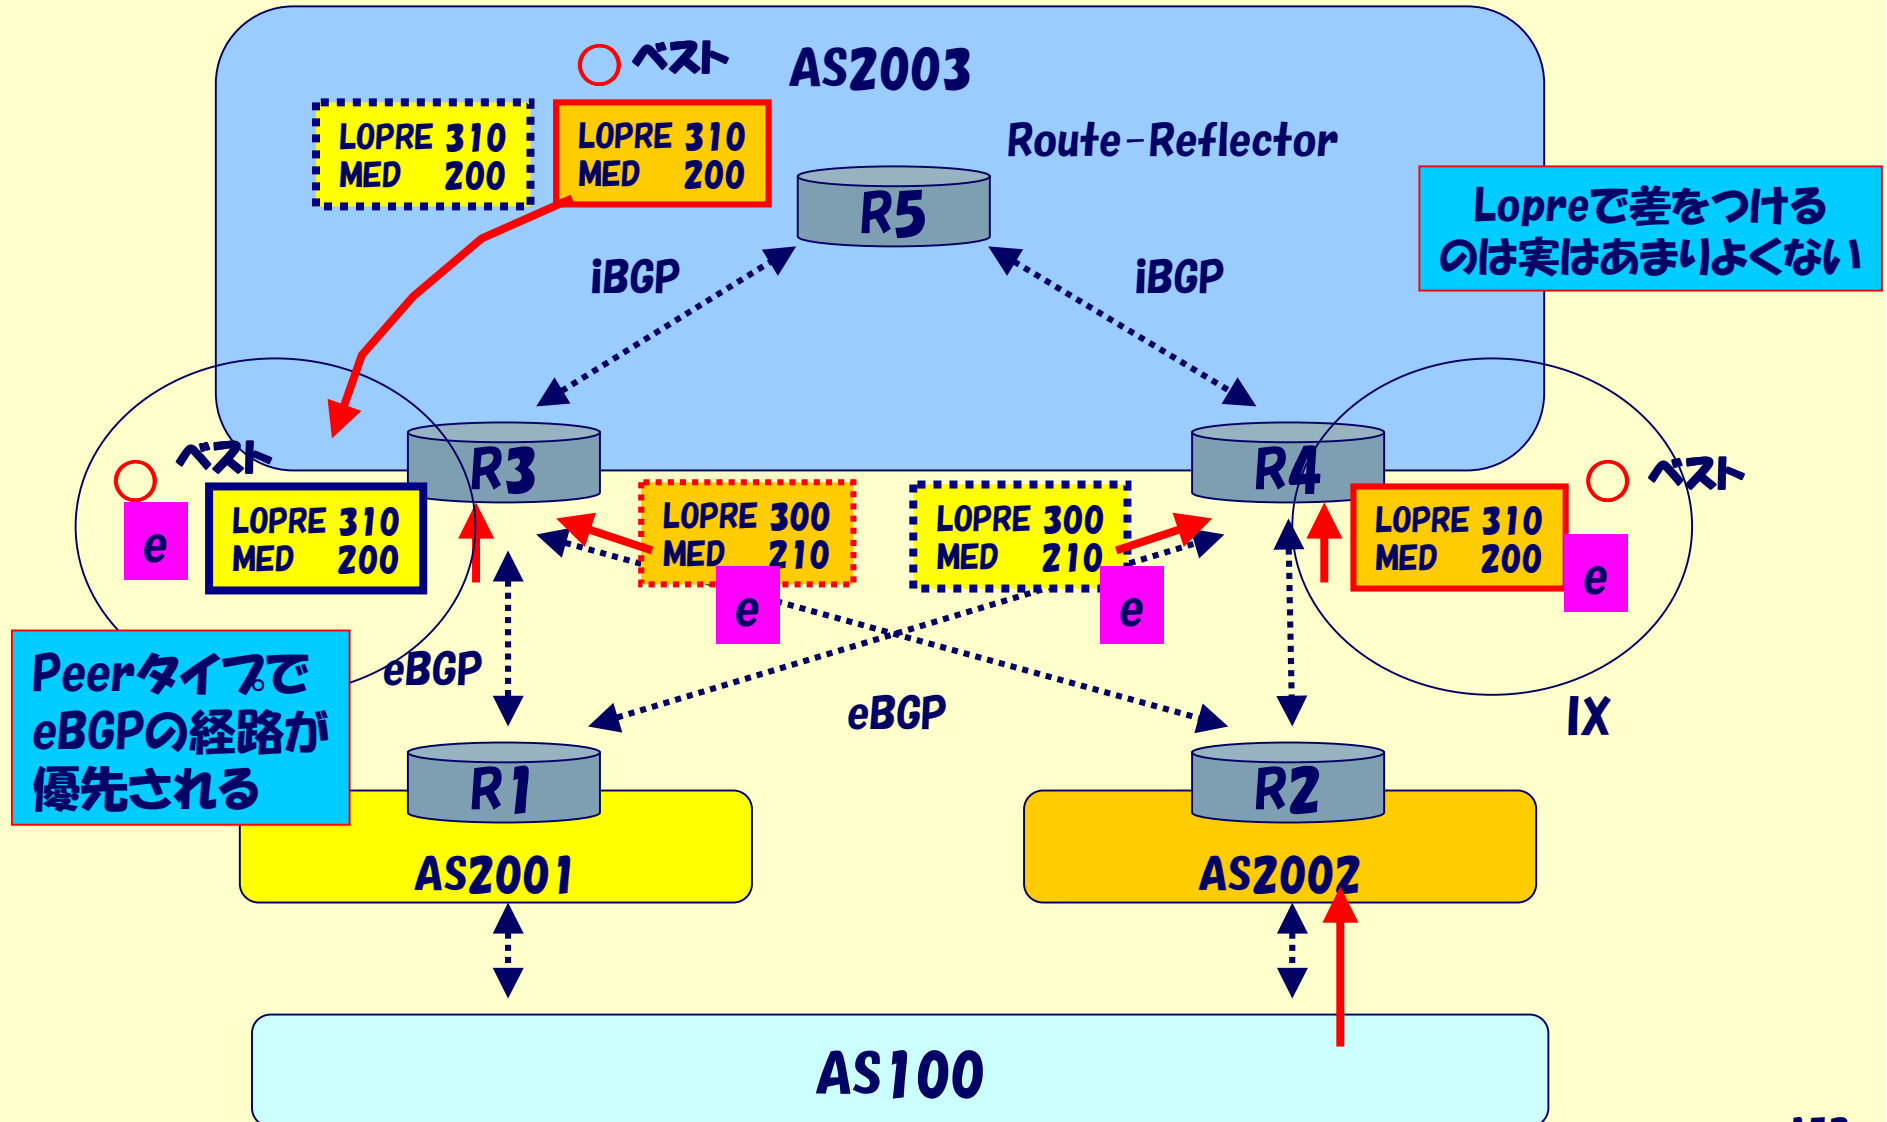 ベスト
AS2003
LOPRE 310
MED 200
LOPRE 310
MED 200
Route-Reflector
R5
Lopreで差をつける
のは実はあまりよくない
iBGP
iBGP
ベスト
R3
R4
ベスト
e
LOPRE 310
MED 200
LOPRE 300
MED 210
e
LOPRE 300
MED 210
e
LOPRE 310
MED 200
e
Peerタイプで
eBGPの経路が
優先される
eBGP
eBGP
IX
R1
R2
AS2001
AS2002
AS100